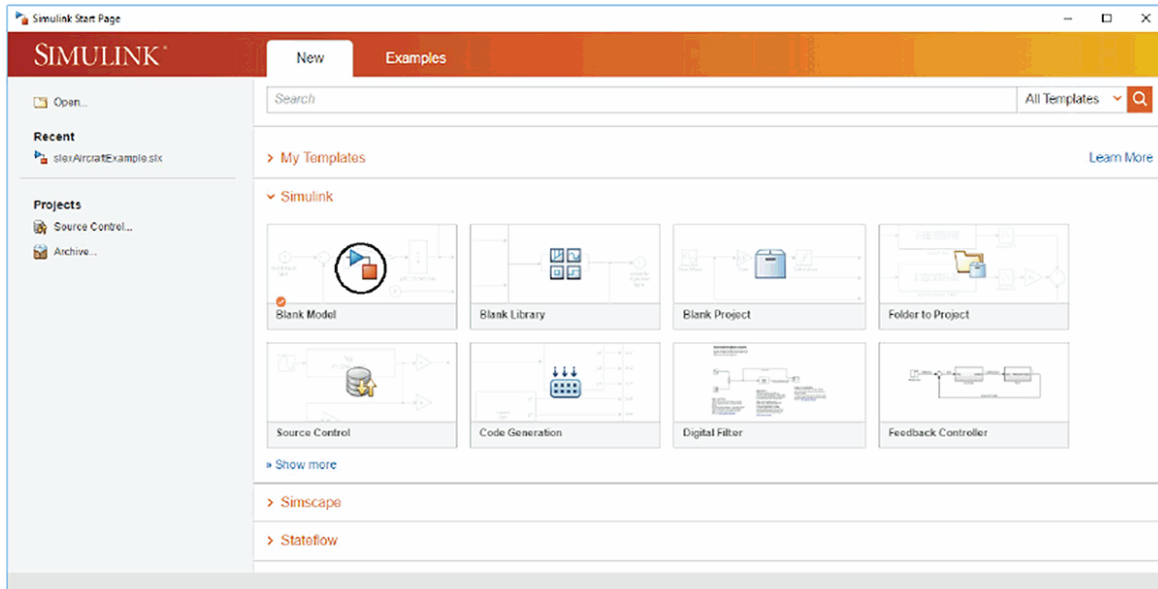 Simulink Start Page
SIMULINK®
New
Examples
Open...
Recent
slexAircraftExample.slx
Projects
Source Control...
Archive...
Search
All Templates
My Templates
Learn More
Simulink
Blank Model
Blank Library
Blank Project
Folder to Project
Source Control
Code Generation
Digital Filter
Feedback Controller
» Show more
Simscape
Stateflow